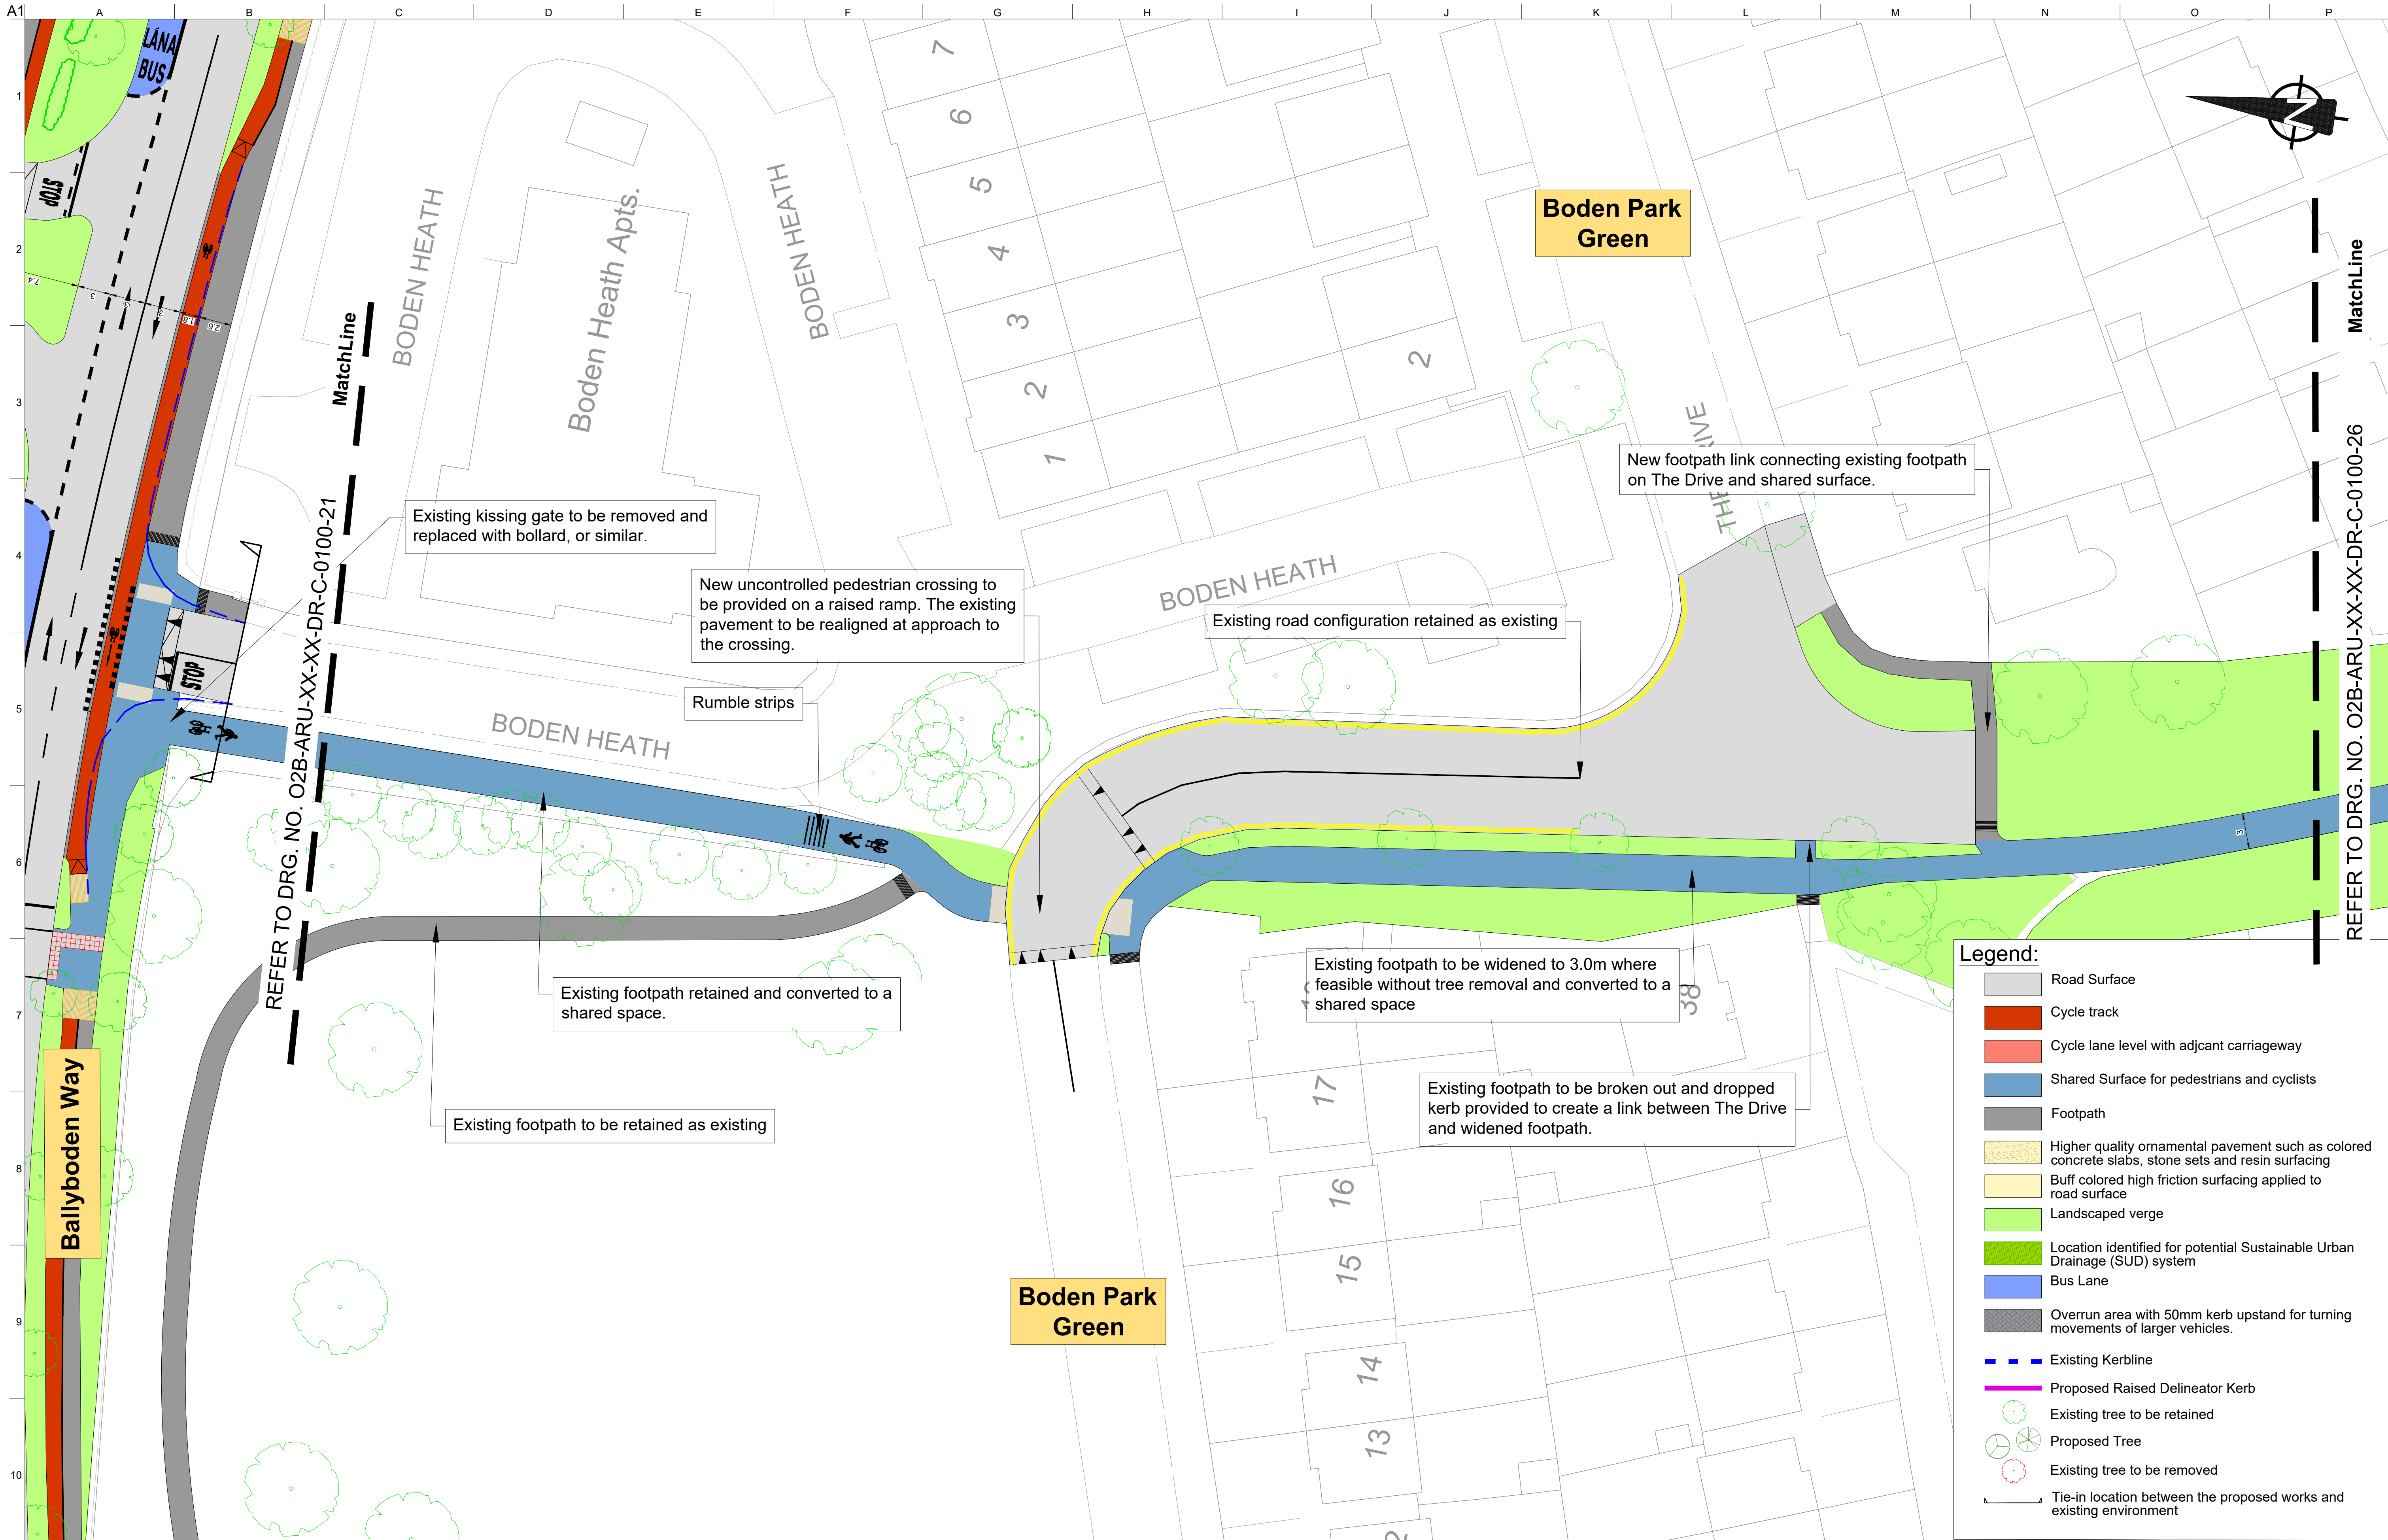 A1
A
B
C
D
E
F
G
H
I
J
K
L
M
N
O
P
1
2
3
4
5
6
7
8
9
10
LÁNA
BUS
STOP
7.4
3
3
3
1.8
2.6
BODEN HEATH
Boden Heath Apts.
BODEN HEATH
7
6
5
4
3
2
1
2
Boden Park
Green
N
MatchLine
REFER TO DRG. NO. O2B-ARU-XX-XX-DR-C-0100-21
MatchLine
REFER TO DRG. NO. O2B-ARU-XX-XX-DR-C-0100-26
New footpath link connecting existing footpath
on The Drive and shared surface.
Existing kissing gate to be removed and
replaced with bollard, or similar.
New uncontrolled pedestrian crossing to
be provided on a raised ramp. The existing
pavement to be realigned at approach to
the crossing.
BODEN HEATH
Existing road configuration retained as existing
STOP
Rumble strips
BODEN HEATH
3
Existing footpath retained and converted to a
shared space.
Existing footpath to be widened to 3.0m where
feasible without tree removal and converted to a
shared space
38
Existing footpath to be broken out and dropped
kerb provided to create a link between The Drive
and widened footpath.
Existing footpath to be retained as existing
Ballyboden Way
17
16
15
14
13
Boden Park
Green
Legend:
Road Surface
Cycle track
Cycle lane level with adjcant carriageway
Shared Surface for pedestrians and cyclists
Footpath
Higher quality ornamental pavement such as colored
concrete slabs, stone sets and resin surfacing
Buff colored high friction surfacing applied to
road surface
Landscaped verge
Location identified for potential Sustainable Urban
Drainage (SUD) system
Bus Lane
Overrun area with 50mm kerb upstand for turning
movements of larger vehicles.
Existing Kerbline
Proposed Raised Delineator Kerb
Existing tree to be retained
Proposed Tree
Existing tree to be removed
Tie-in location between the proposed works and
existing environment